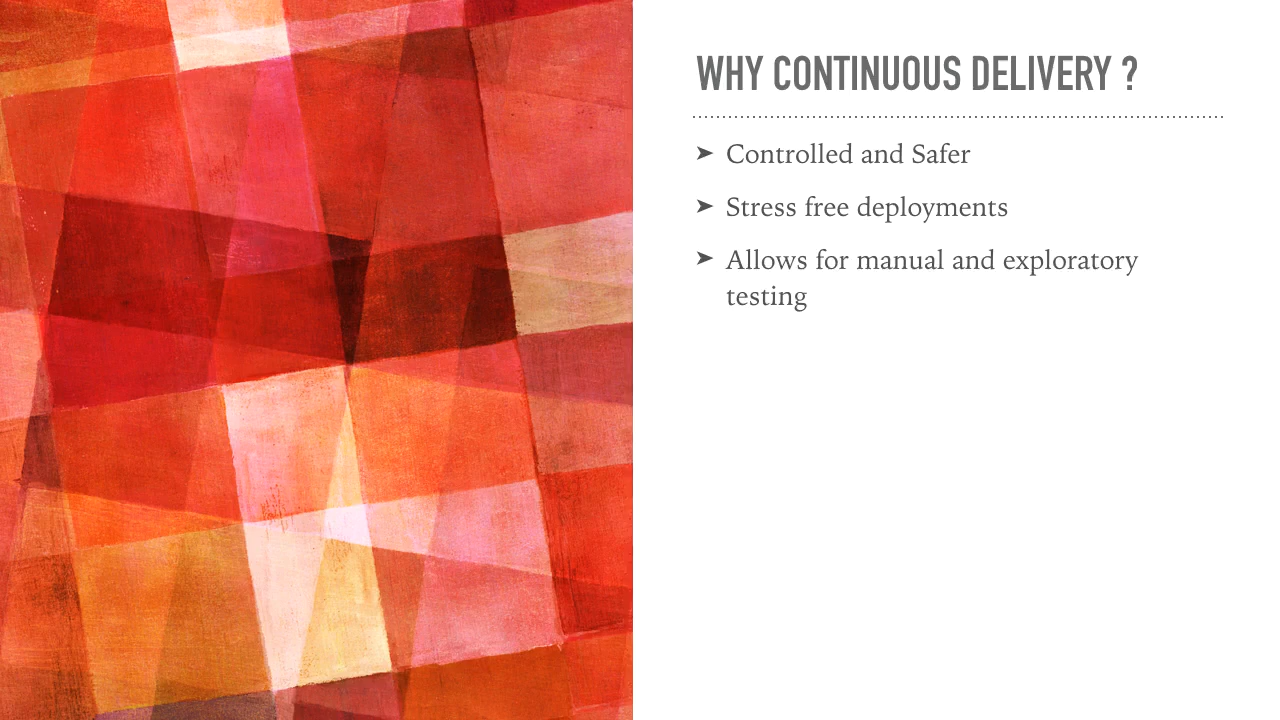 WHY CONTINUOUS DELIVERY ?
➤ Controlled and Safer
➤ Stress free deployments
➤ Allows for manual and exploratory
testing